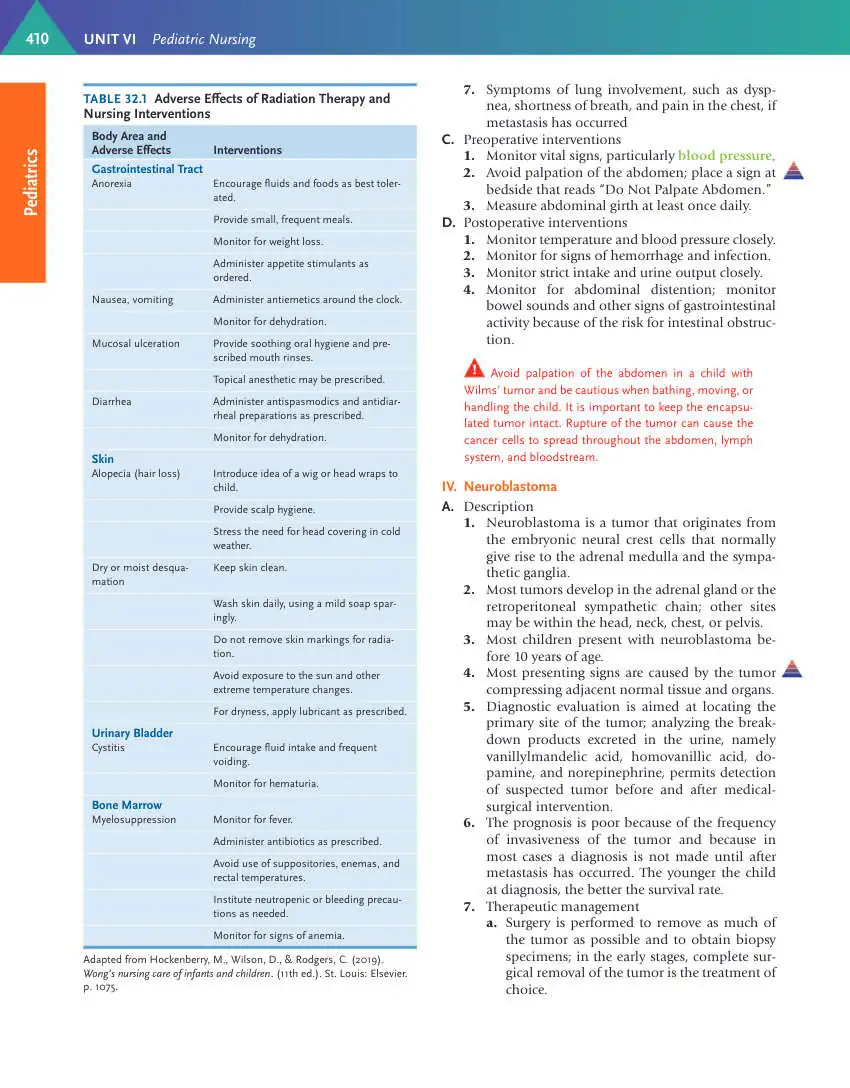 410 UNIT VI Pediatric Nursing
Pediatrics
TABLE 32.1 Adverse Effects of Radiation Therapy and
Nursing Interventions
Body Area and
Adverse Effects Interventions
Gastrointestinal Tract
Anorexia Encourage fluids and foods as best toler-
ated.
Provide small, frequent meals.
Monitor for weight loss.
Administer appetite stimulants as
ordered.
Nausea, vomiting Administer antiemetics around the clock.
Monitor for dehydration.
Mucosal ulceration Provide soothing oral hygiene and pre-
scribed mouth rinses.
Topical anesthetic may be prescribed.
Diarrhea Administer antispasmodics and antidiar-
rheal preparations as prescribed.
Monitor for dehydration.
Skin
Alopecia (hair loss) Introduce idea of a wig or head wraps to
child.
Provide scalp hygiene.
Stress the need for head covering in cold
weather.
Dry or moist desqua- Keep skin clean.
mation
Wash skin daily, using a mild soap spar-
ingly.
Do not remove skin markings for radia-
tion.
Avoid exposure to the sun and other
extreme temperature changes.
For dryness, apply lubricant as prescribed.
Urinary Bladder
Cystitis Encourage fluid intake and frequent
voiding.
Monitor for hematuria.
Bone Marrow
Myelosuppression Monitor for fever.
Administer antibiotics as prescribed.
Avoid use of suppositories, enemas, and
rectal temperatures.
Institute neutropenic or bleeding precau-
tions as needed.
Monitor for signs of anemia.
Adapted from Hockenberry, M., Wilson, D., & Rodgers, C. (2019).
Wong's nursing care of infants and children. (11th ed.). St. Louis: Elsevier.
p. 1075.
7. Symptoms of lung involvement, such as dysp-
nea, shortness of breath, and pain in the chest, if
metastasis has occurred
C. Preoperative interventions
1. Monitor vital signs, particularly blood pressure,
2. Avoid palpation of the abdomen; place a sign at
bedside that reads “Do Not Palpate Abdomen.”
3. Measure abdominal girth at least once daily.
D. Postoperative interventions
1. Monitor temperature and blood pressure closely.
2. Monitor for signs of hemorrhage and infection.
3. Monitor strict intake and urine output closely.
4. Monitor for abdominal distention; monitor
bowel sounds and other signs of gastrointestinal
activity because of the risk for intestinal obstruc-
tion.
Avoid palpation of the abdomen in a child with
Wilms' tumor and be cautious when bathing, moving, or
handling the child. It is important to keep the encapsu-
lated tumor intact. Rupture of the tumor can cause the
cancer cells to spread throughout the abdomen, lymph
system, and bloodstream.
IV. Neuroblastoma
A. Description
1. Neuroblastoma is a tumor that originates from
the embryonic neural crest cells that normally
give rise to the adrenal medulla and the sympa-
thetic ganglia.
2. Most tumors develop in the adrenal gland or the
retroperitoneal sympathetic chain; other sites
may be within the head, neck, chest, or pelvis.
3. Most children present with neuroblastoma be-
fore 10 years of age.
4. Most presenting signs are caused by the tumor
compressing adjacent normal tissue and organs.
5. Diagnostic evaluation is aimed at locating the
primary site of the tumor; analyzing the break-
down products excreted in the urine, namely
vanillylmandelic acid, homovanillic acid, do-
pamine, and norepinephrine, permits detection
of suspected tumor before and after medical-
surgical intervention.
6. The prognosis is poor because of the frequency
of invasiveness of the tumor and because in
most cases a diagnosis is not made until after
metastasis has occurred. The younger the child
at diagnosis, the better the survival rate.
7. Therapeutic management
a. Surgery is performed to remove as much of
the tumor as possible and to obtain biopsy
specimens; in the early stages, complete sur-
gical removal of the tumor is the treatment of
choice.